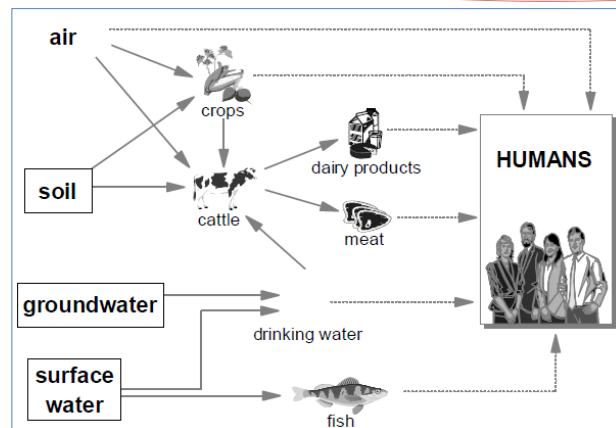 air
crops
dairy products
HUMANS
soil
cattle
meat
groundwater
drinking water
surface
water
fish